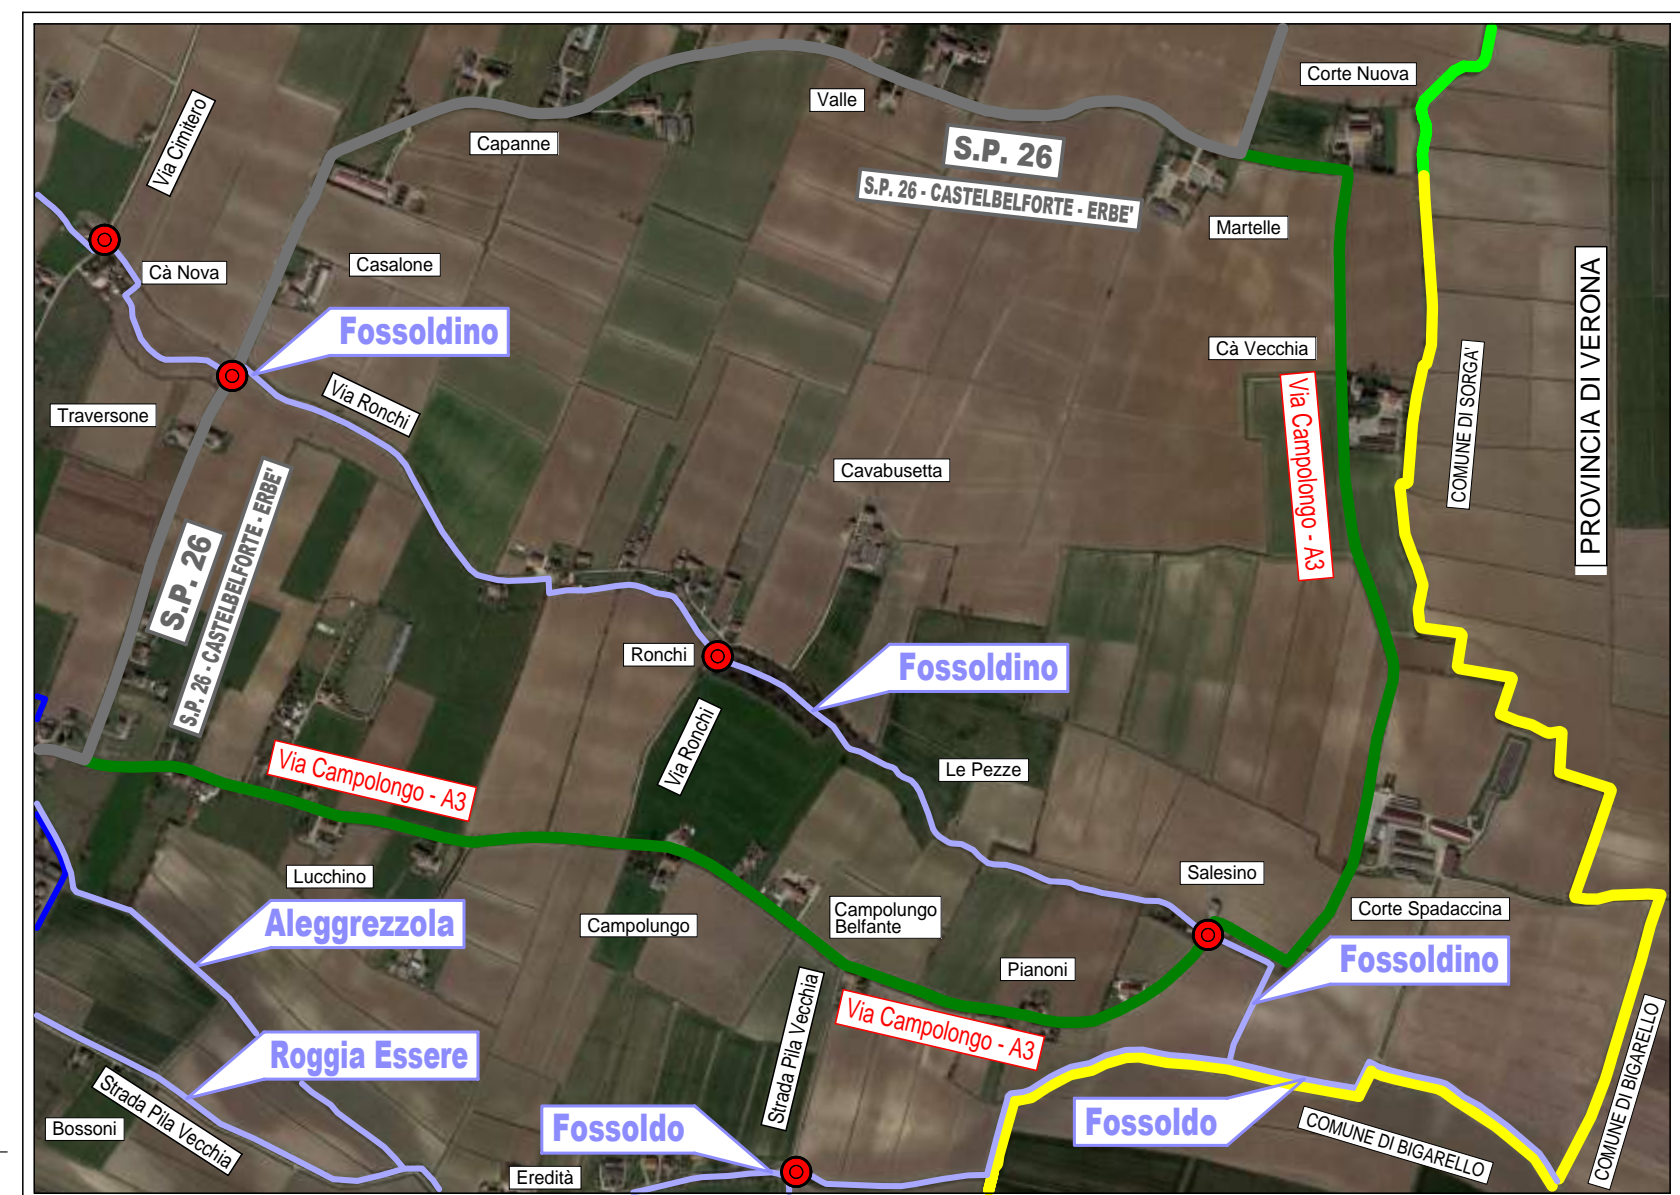 Corte Nuova
Valle
Via Cimitero
Capanne
S.P. 26
S.P. 26 - CASTELBELFORTE - ERBE'
Martelle
Cà Nova
Casalone
Fossoldino
PROVINCIA DI VERONA
Cà Vecchia
COMUNE DI SORGA'
Via Ronchi
Traversone
Via Campolongo - A3
Cavabusetta
S.P. 26
S.P. 26 - CASTELBELFORTE - ERBE'
Ronchi
Fossoldino
Via Ronchi
Via Campolongo - A3
Le Pezze
Lucchino
Salesino
Aleggrezzola
Campolungo
Campolungo
Belfante
Corte Spadaccina
Pianoni
Fossoldino
Strada Pila Vecchia
Via Campolongo - A3
Roggia Essere
COMUNE DI BIGARELLO
Strada Pila Vecchia
Bossoni
Fossoldo
Fossoldo
COMUNE DI BIGARELLO
Eredità